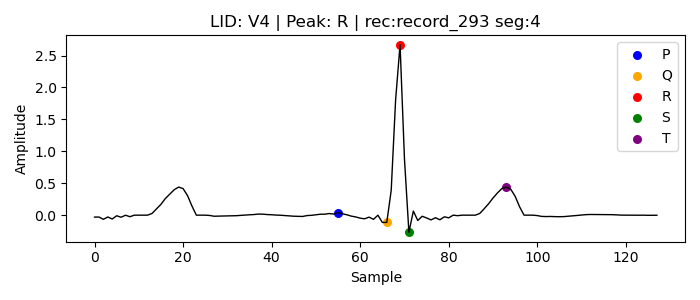 LID: V4 | Peak: R | rec:record_293 seg:4
Amplitude
2.5
2.0
1.5
1.0
0.5
0.0
P
Q
R
S
T
0 20 40 60 80 100 120
Sample